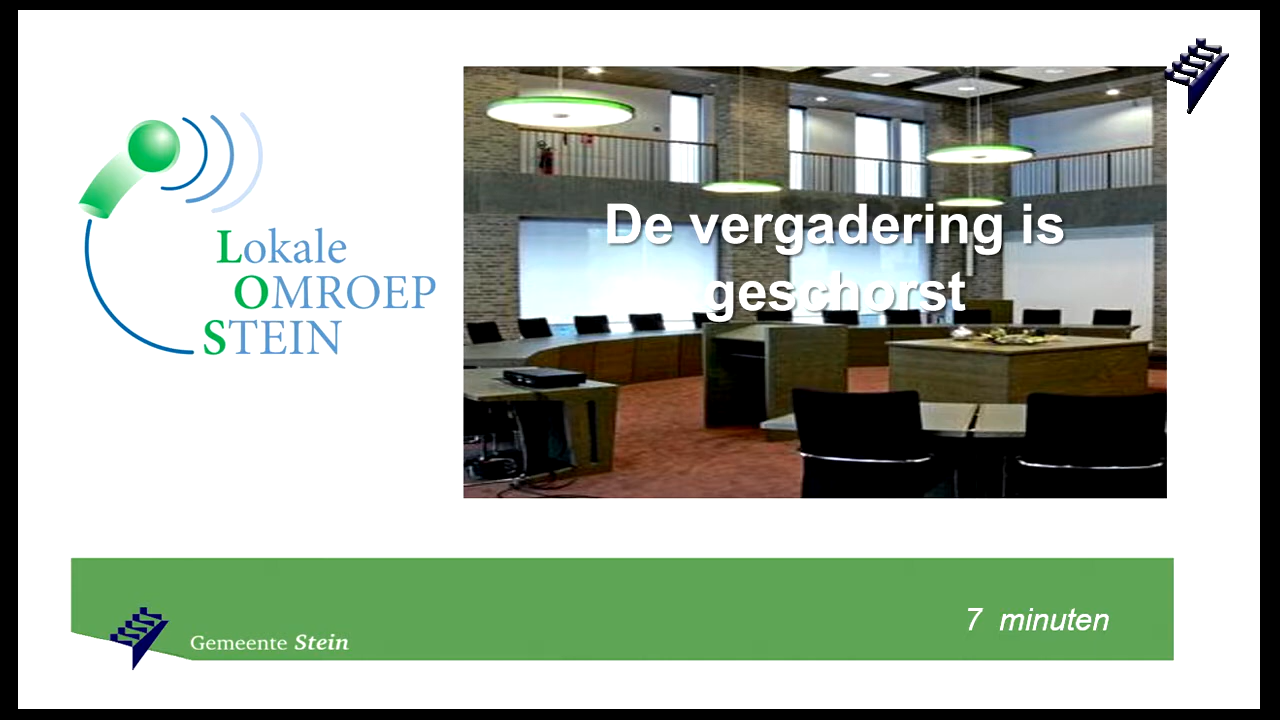 Lokale
OMROEP
STEIN
De vergadering is
geschorst
7 minuten
Gemeente Stein